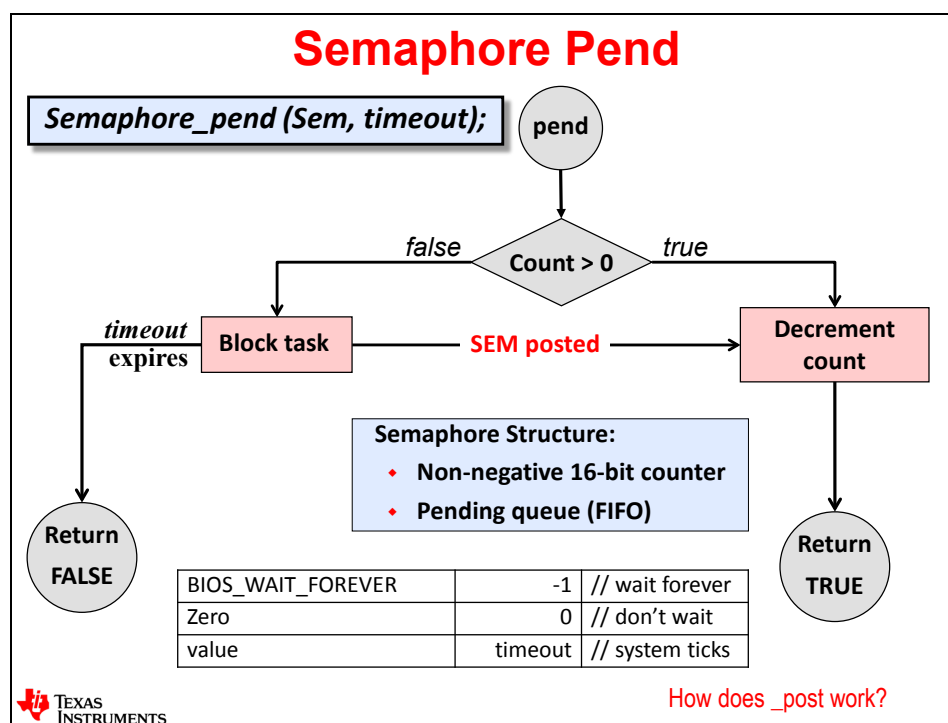 Semaphore Pend
Semaphore_pend (Sem, timeout);
pend
false
Count > 0
true
timeout
expires
Block task
SEM posted
Decrement
count
Semaphore Structure:
◆ Non-negative 16-bit counter
◆ Pending queue (FIFO)
Return
FALSE
Return
TRUE
BIOS_WAIT_FOREVER -1 // wait forever
Zero 0 // don’t wait
value timeout // system ticks
TEXAS
INSTRUMENTS
How does _post work?